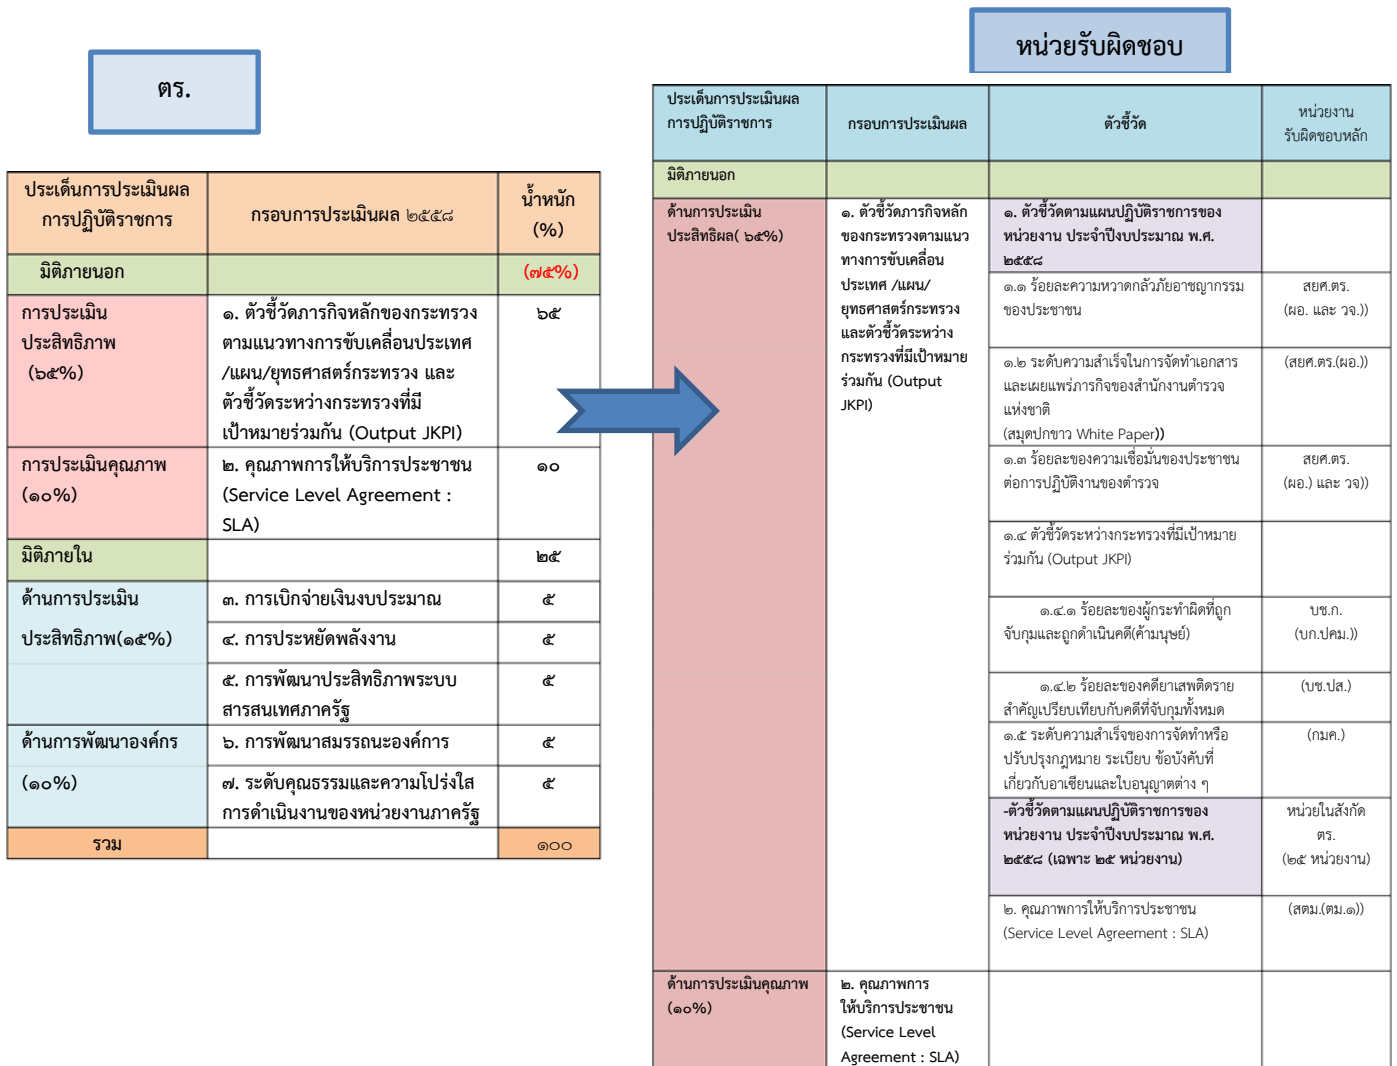 ตร.
ประเด็นการประเมินผล
การปฏิบัติราชการ
กรอบการประเมินผล ๒๕๕๘
น้ำหนัก
(%)
มิติภายนอก
(๗๕%)
การประเมิน
ประสิทธิภาพ
(๖๕%)
๑. ตัวชี้วัดภารกิจหลักของกระทรวง
ตามแนวทางการขับเคลื่อนประเทศ
/แผน/ยุทธศาสตร์กระทรวง และ
ตัวชี้วัดระหว่างกระทรวงที่มี
เป้าหมายร่วมกัน (Output JKPI)
๖๕
การประเมินคุณภาพ
(๑๐%)
๒. คุณภาพการให้บริการประชาชน
(Service Level Agreement :
SLA)
๑๐
มิติภายใน
๒๕
ด้านการประเมิน
ประสิทธิภาพ(๑๕%)
๓. การเบิกจ่ายเงินงบประมาณ
๕
๔. การประหยัดพลังงาน
๕
๕. การพัฒนาประสิทธิภาพระบบ
สารสนเทศภาครัฐ
๕
ด้านการพัฒนาองค์กร
(๑๐%)
๖. การพัฒนาสมรรถนะองค์การ
๕
๗. ระดับคุณธรรมและความโปร่งใส
การดำเนินงานของหน่วยงานภาครัฐ
๕
รวม
๑๐๐
หน่วยรับผิดชอบ
ประเด็นการประเมินผล
การปฏิบัติราชการ
กรอบการประเมินผล
ตัวชี้วัด
หน่วยงาน
รับผิดชอบหลัก
มิติภายนอก
ด้านการประเมิน
ประสิทธิผล( ๖๕%)
๑. ตัวชี้วัดภารกิจหลัก
ของกระทรวงตามแนว
ทางการขับเคลื่อน
ประเทศ /แผน/
ยุทธศาสตร์กระทรวง
และตัวชี้วัดระหว่าง
กระทรวงที่มีเป้าหมาย
ร่วมกัน (Output
JKPI)
๑. ตัวชี้วัดตามแผนปฏิบัติราชการของ
หน่วยงาน ประจำปีงบประมาณ พ.ศ.
๒๕๕๘
๑.๑ ร้อยละความหวาดกลัวภัยอาชญากรรม
ของประชาชน
สยศ.ตร.
(ผอ. และ วจ.))
๑.๒ ระดับความสำเร็จในการจัดทำเอกสาร
และเผยแพร่ภารกิจของสำนักงานตำรวจ
แห่งชาติ
(สมุดปกขาว White Paper))
(สยศ.ตร.(ผอ.))
๑.๓ ร้อยละของความเชื่อมั่นของประชาชน
ต่อการปฏิบัติงานของตำรวจ
สยศ.ตร.
(ผอ.) และ วจ))
๑.๔ ตัวชี้วัดระหว่างกระทรวงที่มีเป้าหมาย
ร่วมกัน (Output JKPI)
๑.๔.๑ ร้อยละของผู้กระทำผิดที่ถูก
จับกุมและถูกดำเนินคดี(ค้ามนุษย์)
บช.ก.
(บก.ปคม.))
๑.๔.๒ ร้อยละของคดียาเสพติดราย
สำคัญเปรียบเทียบกับคดีที่จับกุมทั้งหมด
(บช.ปส.)
๑.๕ ระดับความสำเร็จของการจัดทำหรือ
ปรับปรุงกฎหมาย ระเบียบ ข้อบังคับที่
เกี่ยวกับอาเซียนและใบอนุญาตต่าง ๆ
(กมค.)
-ตัวชี้วัดตามแผนปฏิบัติราชการของ
หน่วยงาน ประจำปีงบประมาณ พ.ศ.
๒๕๕๘ (เฉพาะ ๒๕ หน่วยงาน)
หน่วยในสังกัด
ตร.
(๒๕ หน่วยงาน)
๒. คุณภาพการให้บริการประชาชน
(Service Level Agreement : SLA)
(สตม.(ตม.๑))
ด้านการประเมินคุณภาพ
(๑๐%)
๒. คุณภาพการ
ให้บริการประชาชน
(Service Level
Agreement : SLA)